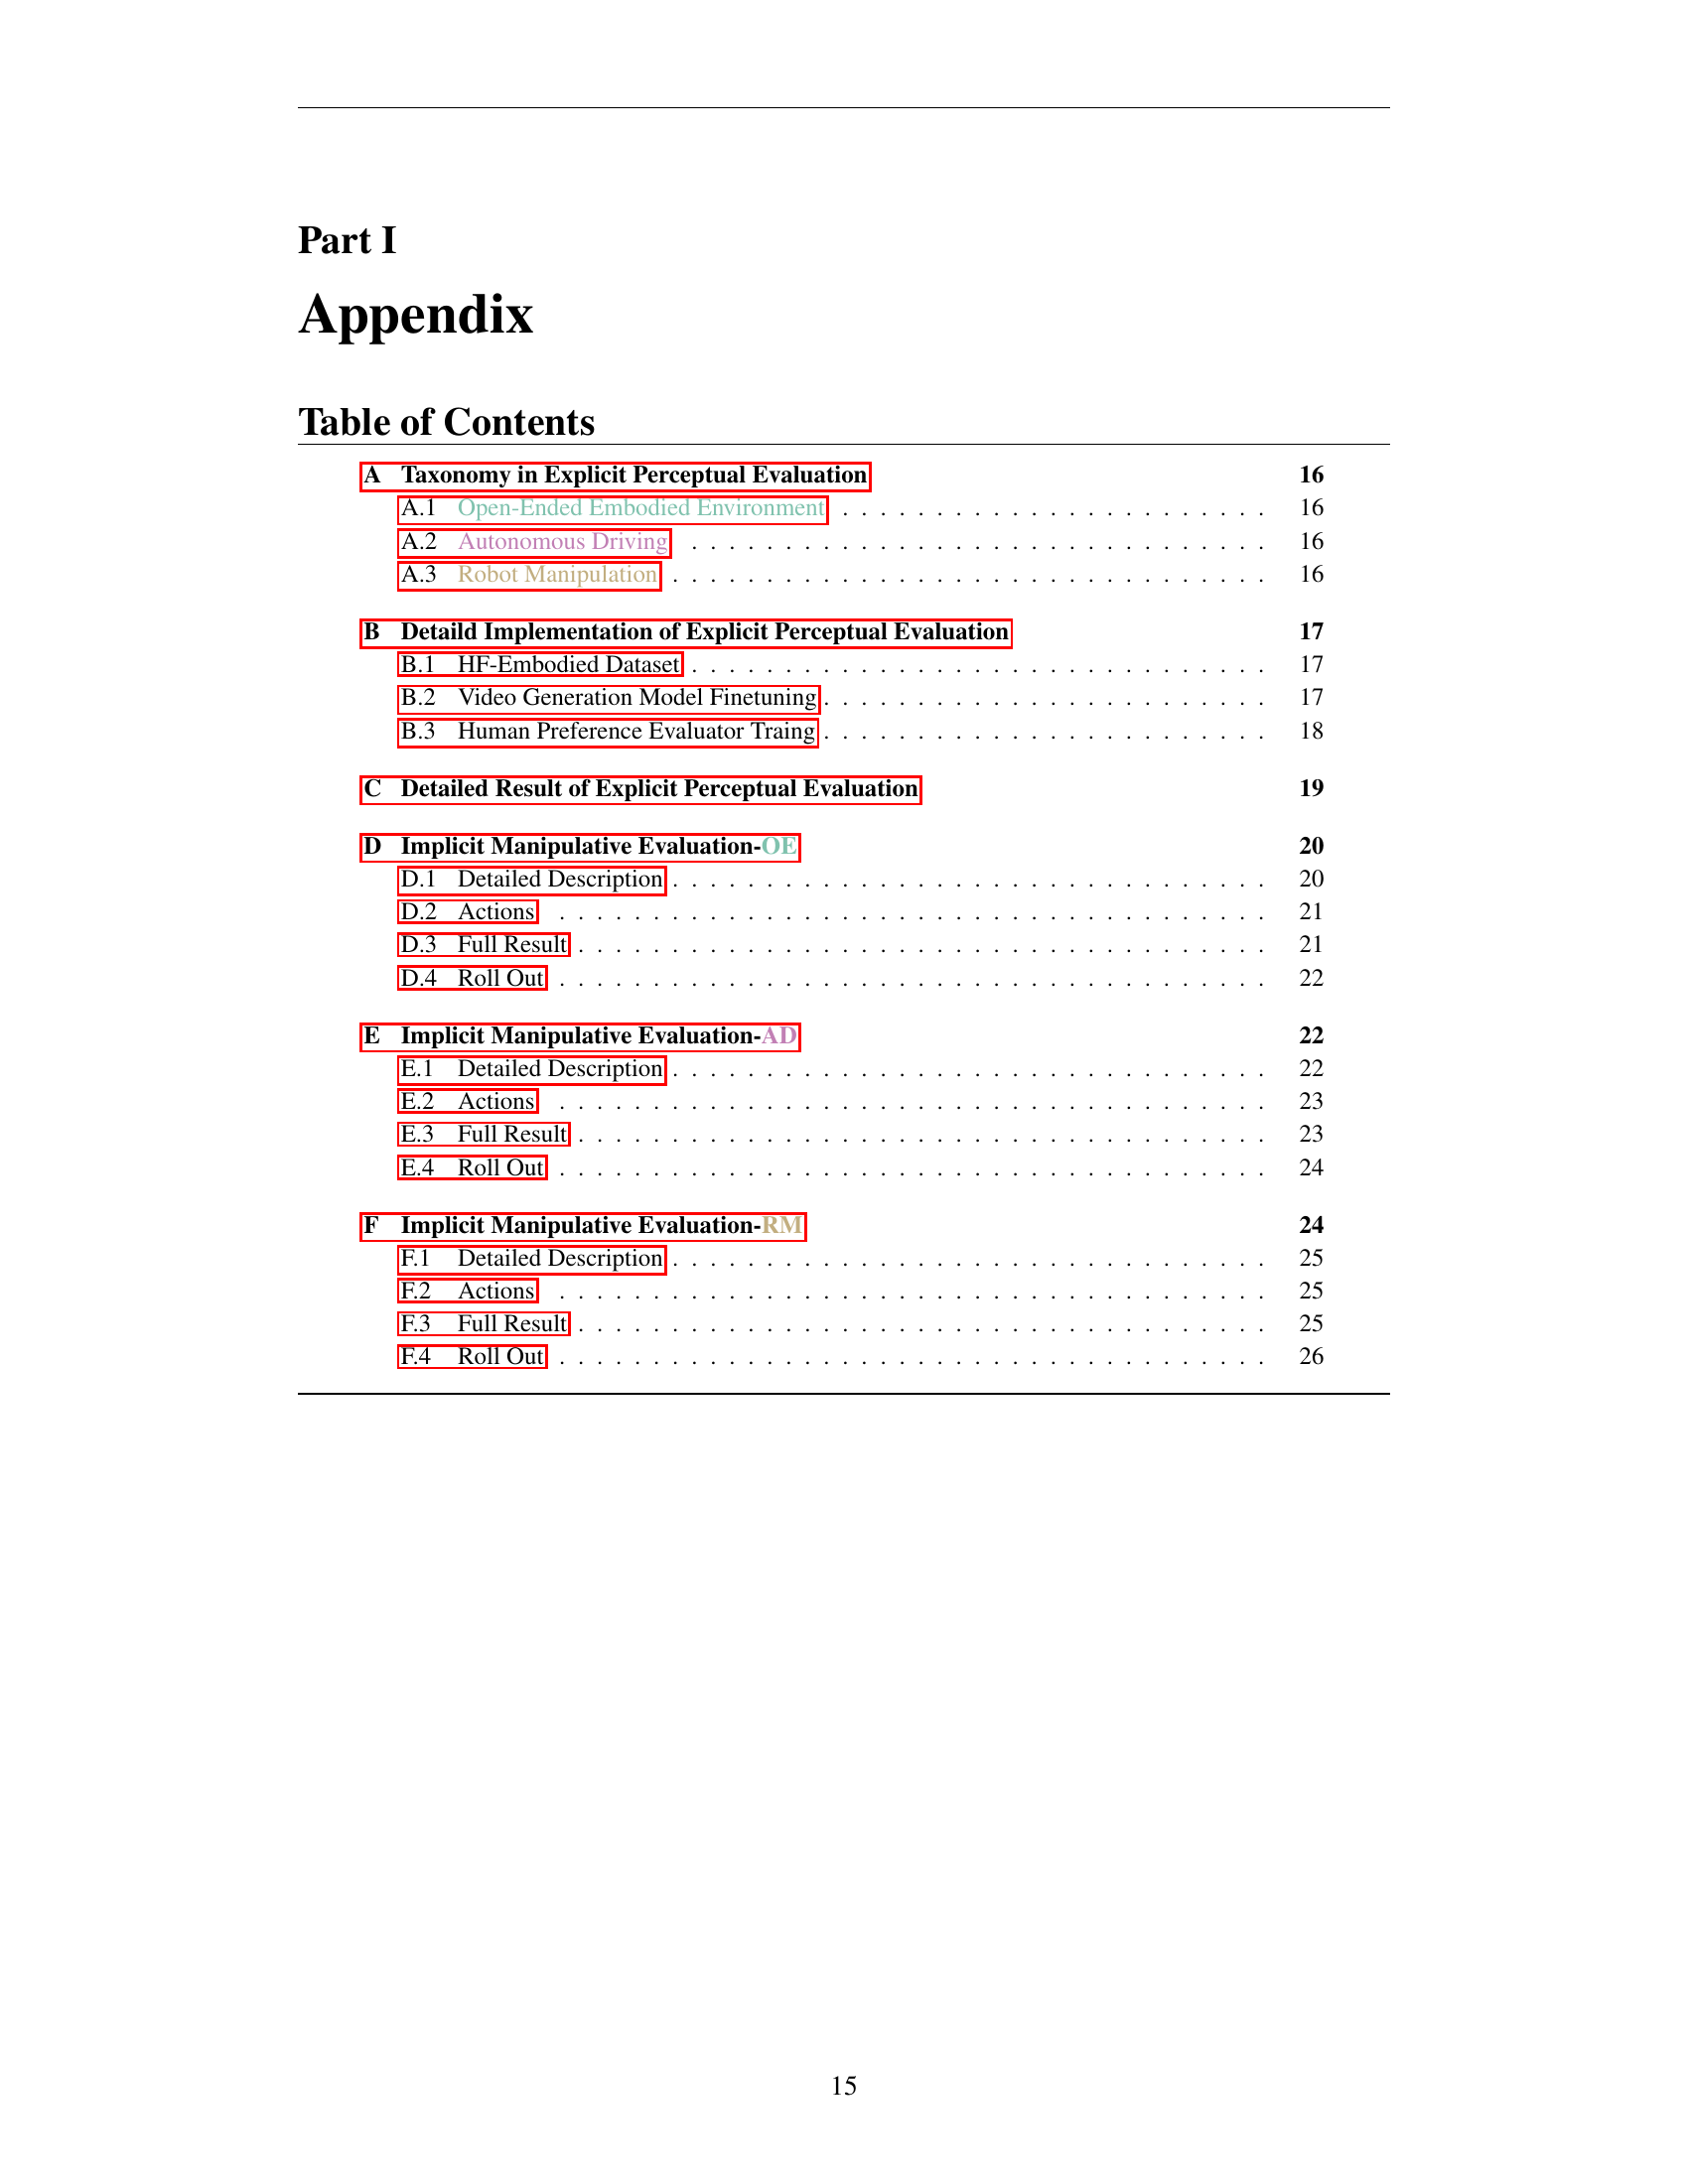 Part I
Appendix
Table of Contents
A Taxonomy in Explicit Perceptual Evaluation 16
A.1 Open-Ended Embodied Environment . . . . . . . . . . . . . . . . . . . . . . . 16
A.2 Autonomous Driving . . . . . . . . . . . . . . . . . . . . . . . . . . . . . . . 16
A.3 Robot Manipulation . . . . . . . . . . . . . . . . . . . . . . . . . . . . . . . . 16
B Detaild Implementation of Explicit Perceptual Evaluation 17
B.1 HF-Embodied Dataset . . . . . . . . . . . . . . . . . . . . . . . . . . . . . . . 17
B.2 Video Generation Model Finetuning . . . . . . . . . . . . . . . . . . . . . . . . 17
B.3 Human Preference Evaluator Traing . . . . . . . . . . . . . . . . . . . . . . . . 18
C Detailed Result of Explicit Perceptual Evaluation 19
D Implicit Manipulative Evaluation-OE 20
D.1 Detailed Description . . . . . . . . . . . . . . . . . . . . . . . . . . . . . . . . 20
D.2 Actions . . . . . . . . . . . . . . . . . . . . . . . . . . . . . . . . . . . . . . 21
D.3 Full Result . . . . . . . . . . . . . . . . . . . . . . . . . . . . . . . . . . . . . 21
D.4 Roll Out . . . . . . . . . . . . . . . . . . . . . . . . . . . . . . . . . . . . . . 22
E Implicit Manipulative Evaluation-AD 22
E.1 Detailed Description . . . . . . . . . . . . . . . . . . . . . . . . . . . . . . . . 22
E.2 Actions . . . . . . . . . . . . . . . . . . . . . . . . . . . . . . . . . . . . . . 23
E.3 Full Result . . . . . . . . . . . . . . . . . . . . . . . . . . . . . . . . . . . . . 23
E.4 Roll Out . . . . . . . . . . . . . . . . . . . . . . . . . . . . . . . . . . . . . . 24
F Implicit Manipulative Evaluation-RM 24
F.1 Detailed Description . . . . . . . . . . . . . . . . . . . . . . . . . . . . . . . . 25
F.2 Actions . . . . . . . . . . . . . . . . . . . . . . . . . . . . . . . . . . . . . . 25
F.3 Full Result . . . . . . . . . . . . . . . . . . . . . . . . . . . . . . . . . . . . . 25
F.4 Roll Out . . . . . . . . . . . . . . . . . . . . . . . . . . . . . . . . . . . . . . 26
15